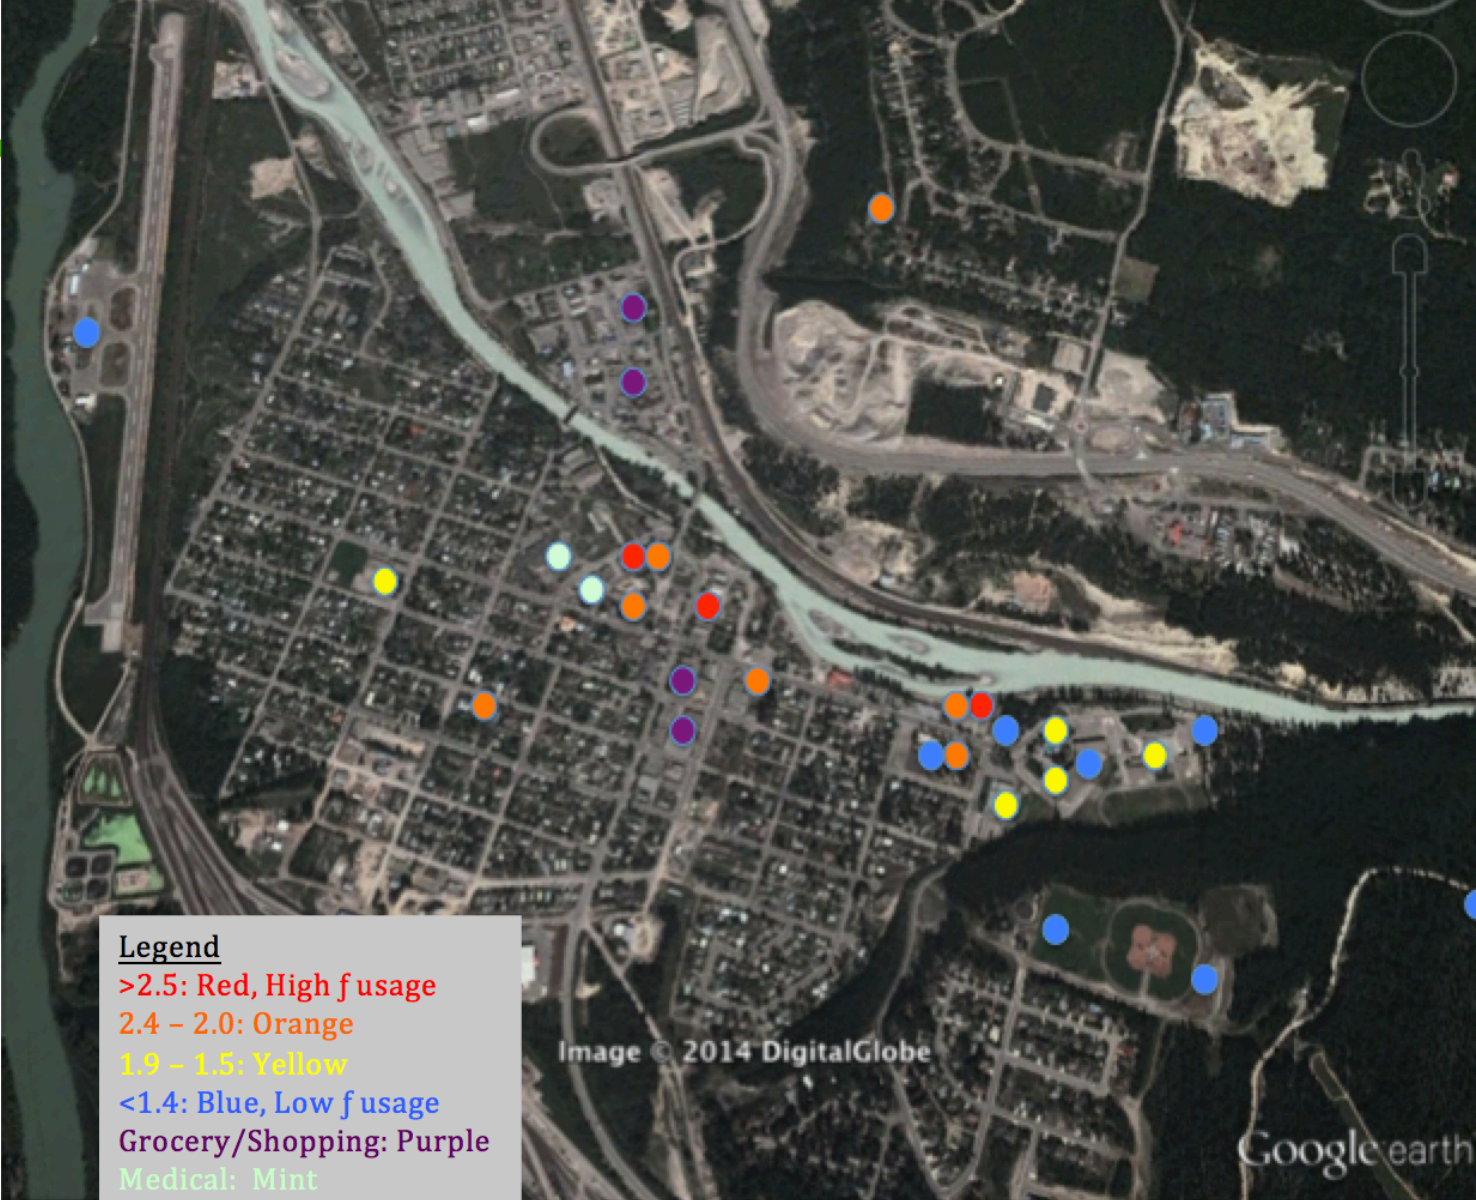 Legend
>2.5: Red, High ƒ usage
2.4 – 2.0: Orange
1.9 – 1.5: Yellow
<1.4: Blue, Low ƒ usage
Grocery/Shopping: Purple
Medical: Mint
Image © 2014 DigitalGlobe
Google earth